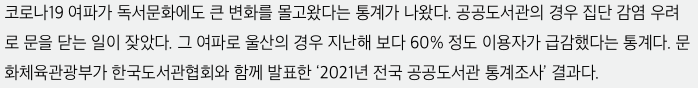 코로나19 여파가 독서문화에도 큰 변화를 몰고왔다는 통계가 나왔다. 공공도서관의 경우 집단 감염 우려
로 문을 닫는 일이 잦았다. 그 여파로 울산의 경우 지난해 보다 60% 정도 이용자가 급감했다는 통계다. 문
화체육관광부가 한국도서관협회와 함께 발표한 ‘2021년 전국 공공도서관 통계조사’ 결과다.